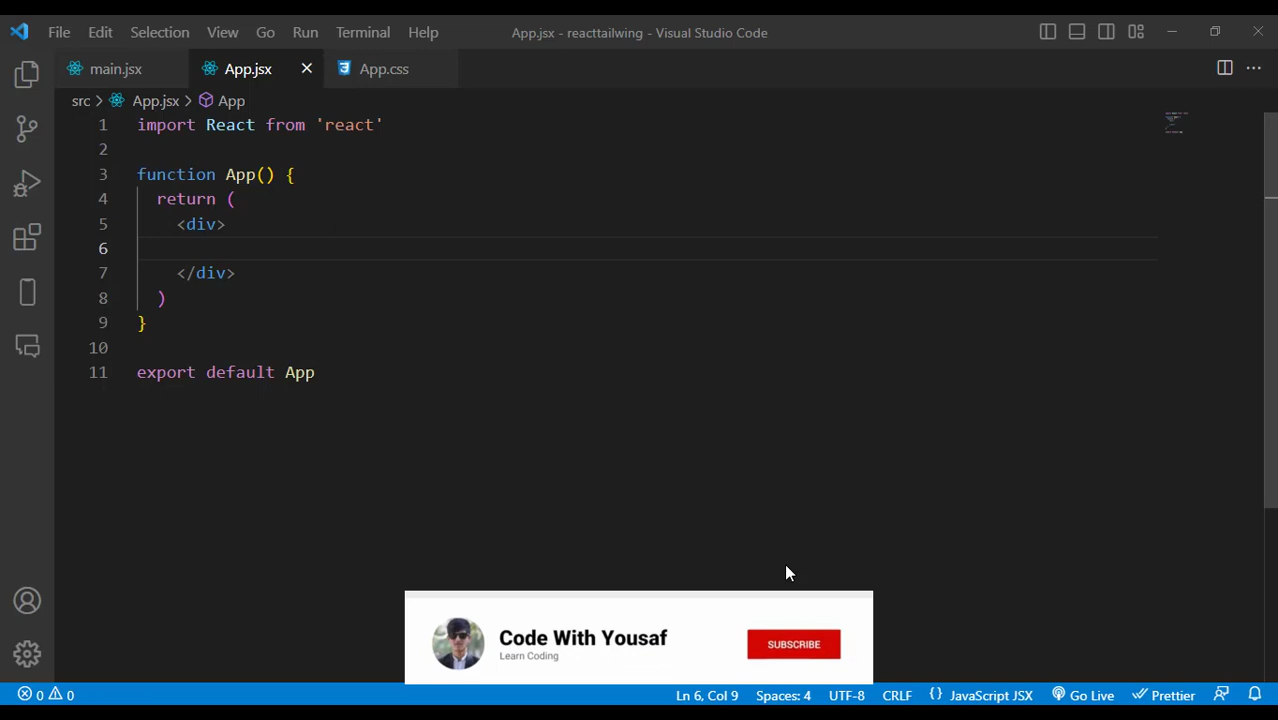 File Edit Selection View Go Run Terminal Help App.jsx - reacttailwing - Visual Studio Code
main.jsx App.jsx App.css
src App.jsx App
1 import React from 'react'
2
3 function App() {
4 return (
5 <div>
6
7 </div>
8 )
9 }
10
11 export default App
Code With Yousaf
Learn Coding
SUBSCRIBE
0 0 Ln 6, Col 9 Spaces: 4 UTF-8 CRLF {} JavaScript JSX Go Live Prettier